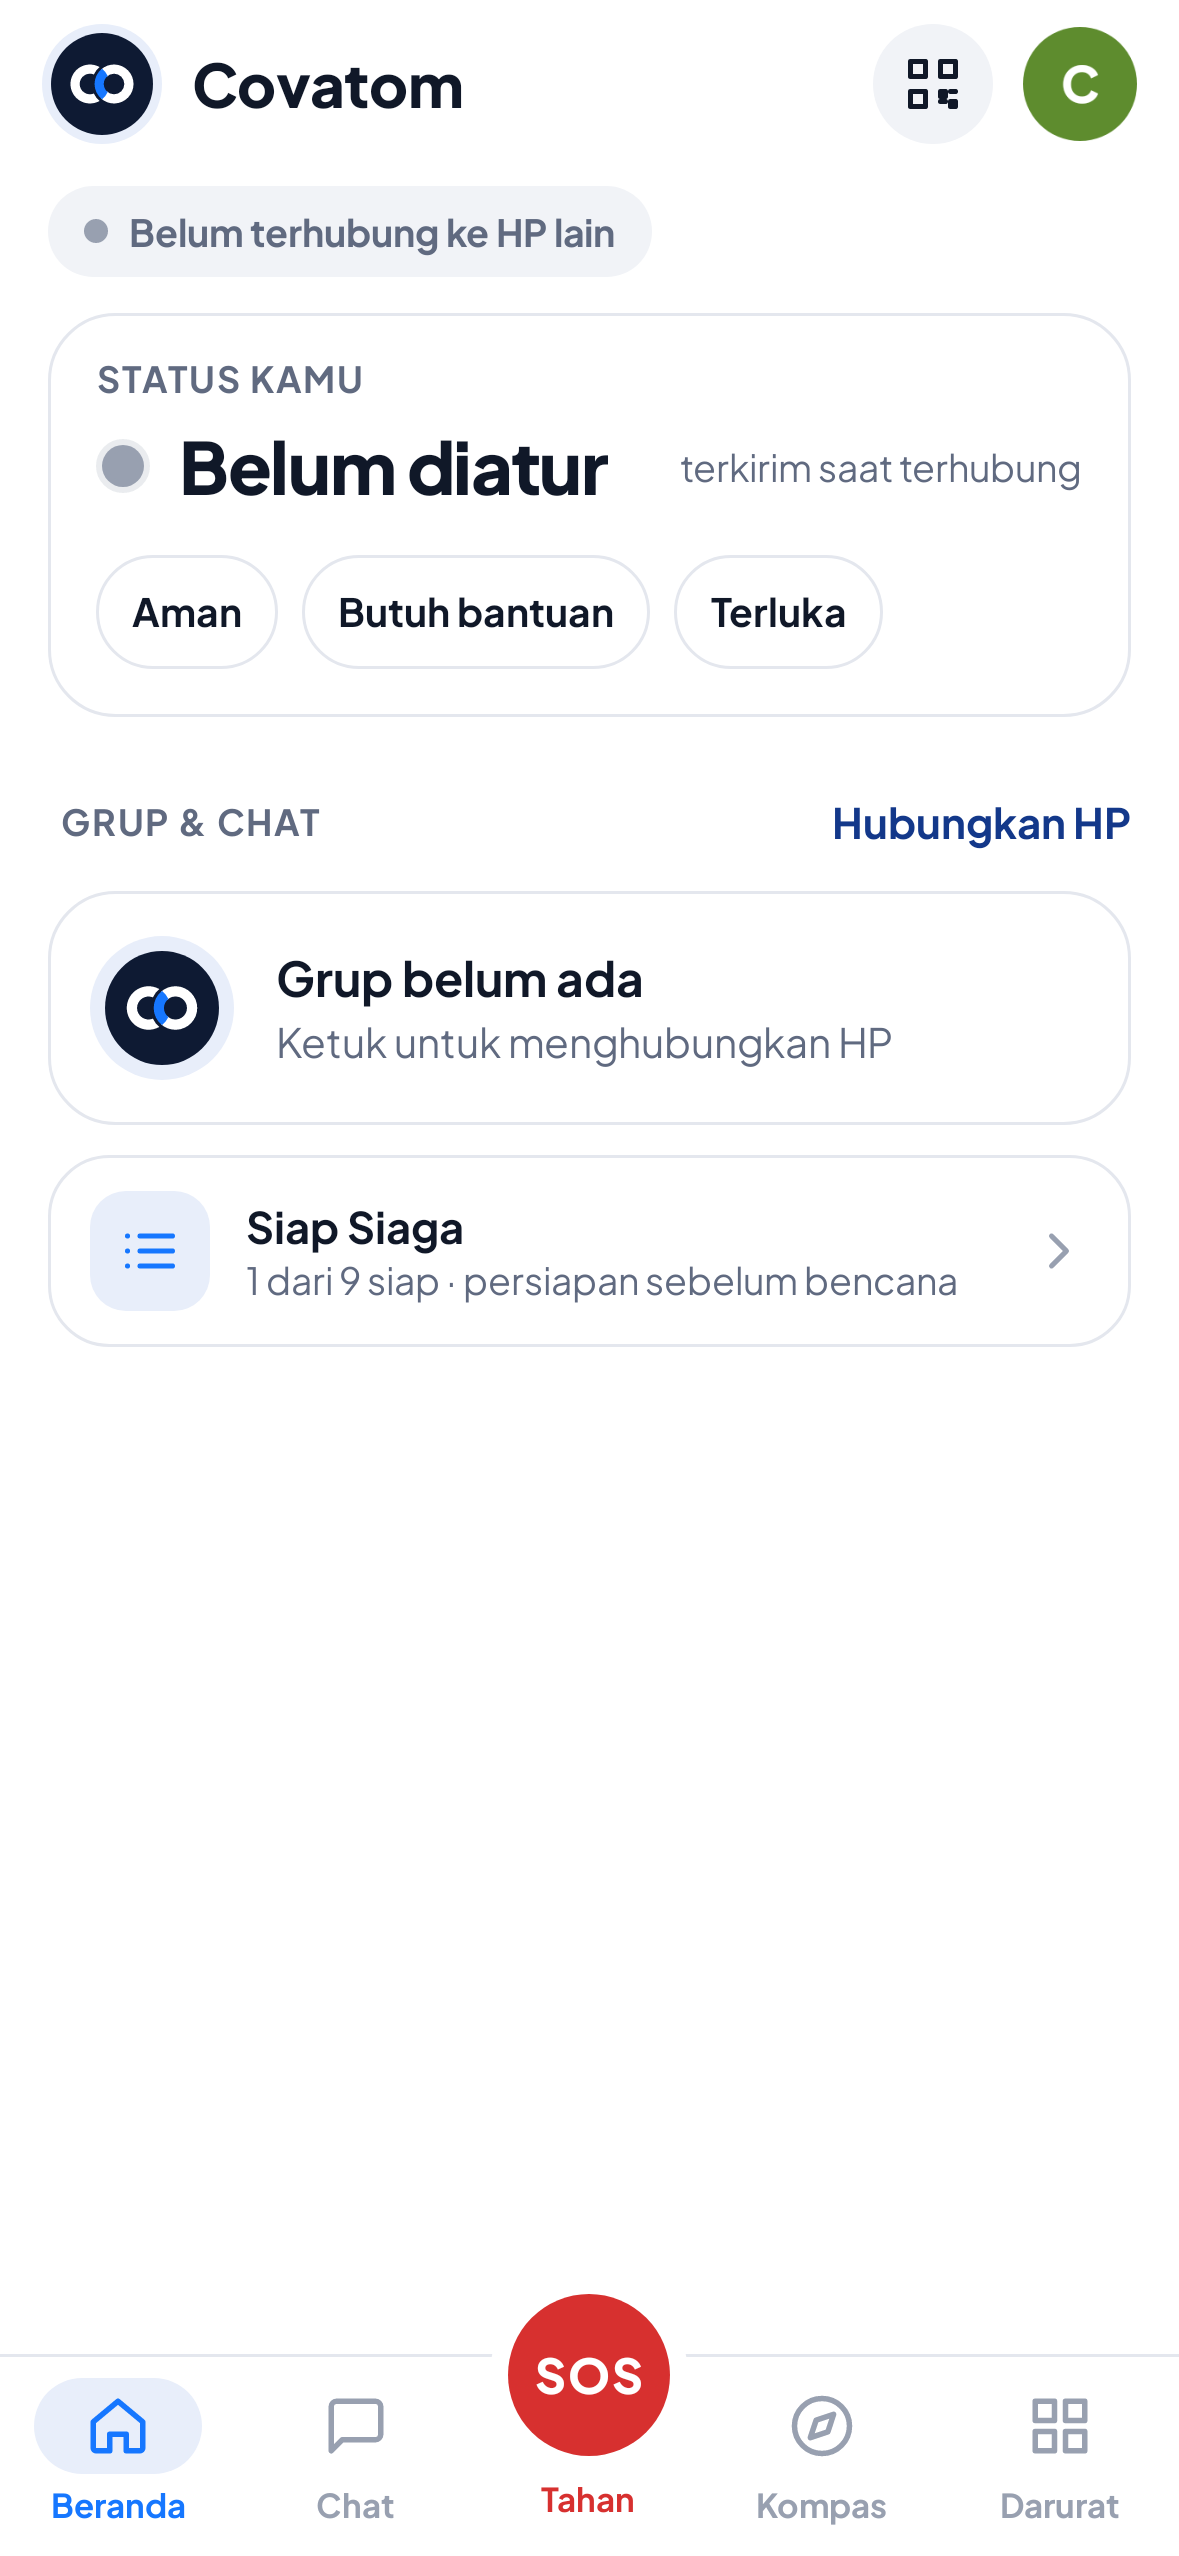 Covatom
C
Belum terhubung ke HP lain
STATUS KAMU
Belum diatur
terkirim saat terhubung
Aman
Butuh bantuan
Terluka
GRUP & CHAT
Hubungkan HP
Grup belum ada
Ketuk untuk menghubungkan HP
Siap Siaga
1 dari 9 siap · persiapan sebelum bencana
SOS
Beranda
Chat
Tahan
Kompas
Darurat